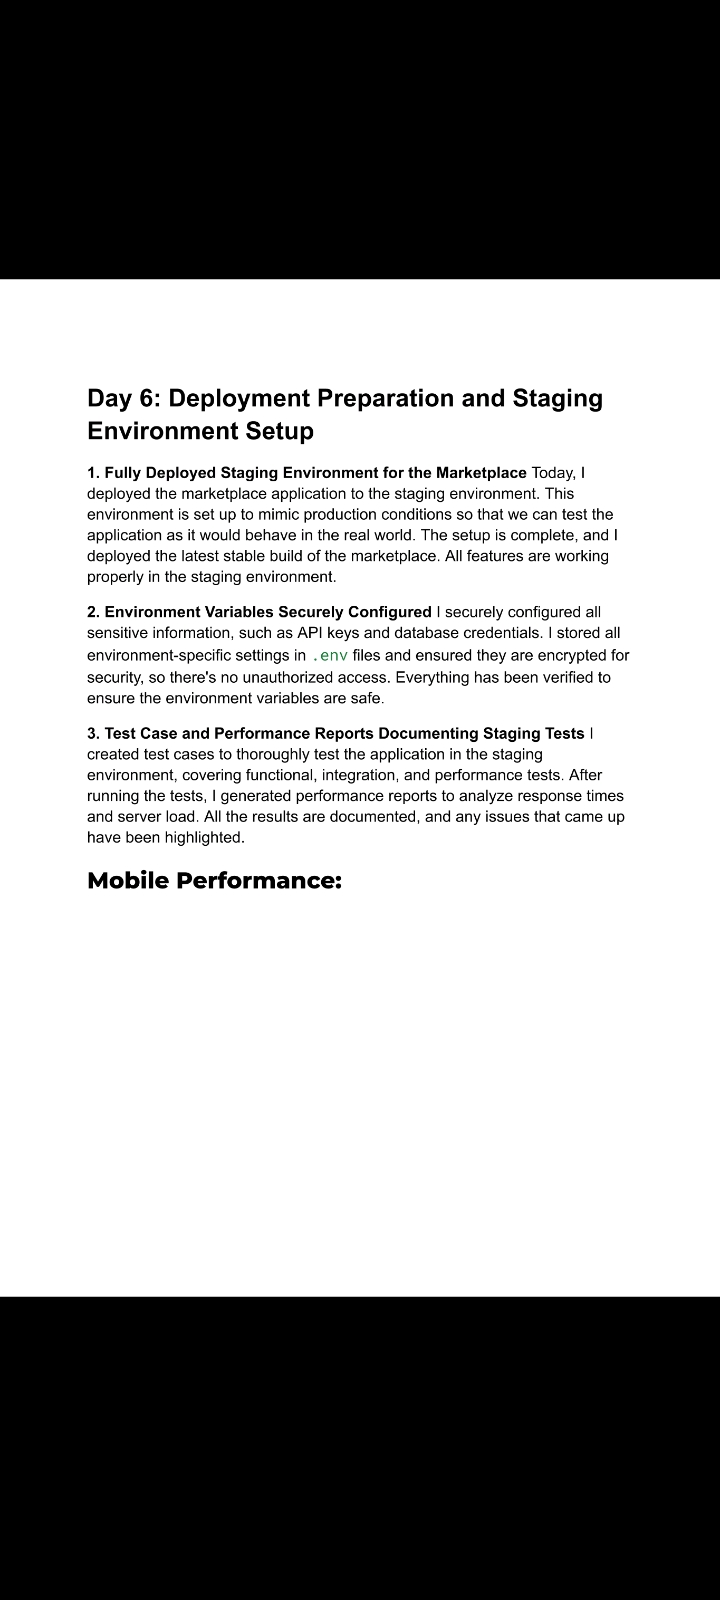 Day 6: Deployment Preparation and Staging
Environment Setup
1. Fully Deployed Staging Environment for the Marketplace Today, I
deployed the marketplace application to the staging environment. This
environment is set up to mimic production conditions so that we can test the
application as it would behave in the real world. The setup is complete, and I
deployed the latest stable build of the marketplace. All features are working
properly in the staging environment.
2. Environment Variables Securely Configured I securely configured all
sensitive information, such as API keys and database credentials. I stored all
environment-specific settings in .env files and ensured they are encrypted for
security, so there's no unauthorized access. Everything has been verified to
ensure the environment variables are safe.
3. Test Case and Performance Reports Documenting Staging Tests I
created test cases to thoroughly test the application in the staging
environment, covering functional, integration, and performance tests. After
running the tests, I generated performance reports to analyze response times
and server load. All the results are documented, and any issues that came up
have been highlighted.
Mobile Performance: